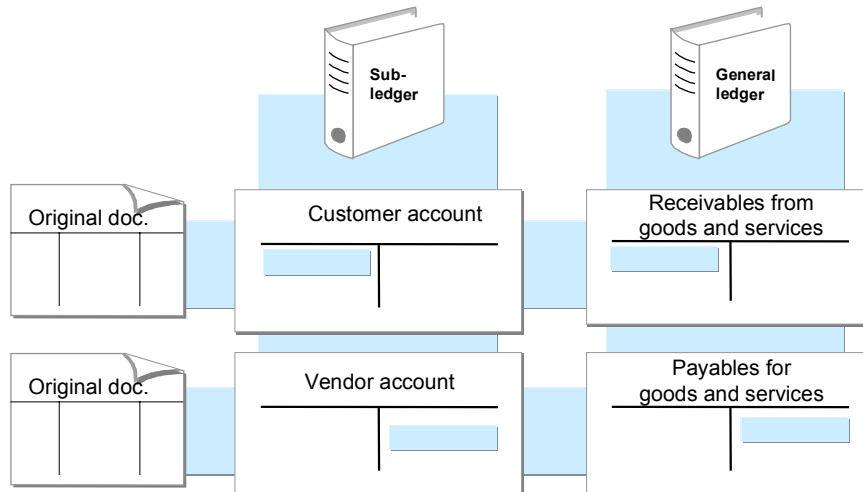 Sub-
ledger
General
ledger
Original doc.
Customer account
Receivables from
goods and services
Original doc.
Vendor account
Payables for
goods and services